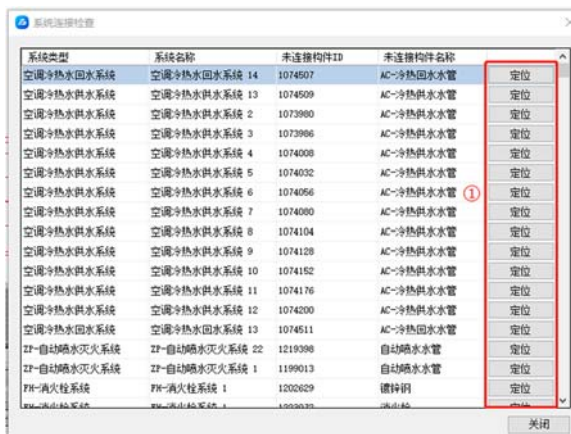 系统连接检查
系统类型 系统名称 未连接构件ID 未连接构件名称
空调冷热水回水系统 空调冷热水回水系统 14 1074507 AC-冷热回水水管 定位
空调冷热水供水系统 空调冷热水供水系统 13 1074509 AC-冷热供水水管 定位
空调冷热水供水系统 空调冷热水供水系统 2 1073980 AC-冷热供水水管 定位
空调冷热水供水系统 空调冷热水供水系统 3 1073986 AC-冷热供水水管 定位
空调冷热水供水系统 空调冷热水供水系统 4 1074008 AC-冷热供水水管 定位
空调冷热水供水系统 空调冷热水供水系统 5 1074032 AC-冷热供水水管 定位
空调冷热水供水系统 空调冷热水供水系统 6 1074056 AC-冷热供水水管 ① 定位
空调冷热水供水系统 空调冷热水供水系统 7 1074080 AC-冷热供水水管 定位
空调冷热水供水系统 空调冷热水供水系统 8 1074104 AC-冷热供水水管 定位
空调冷热水供水系统 空调冷热水供水系统 9 1074128 AC-冷热供水水管 定位
空调冷热水供水系统 空调冷热水供水系统 10 1074152 AC-冷热供水水管 定位
空调冷热水供水系统 空调冷热水供水系统 11 1074176 AC-冷热供水水管 定位
空调冷热水供水系统 空调冷热水供水系统 12 1074200 AC-冷热供水水管 定位
空调冷热水回水系统 空调冷热水回水系统 13 1074511 AC-冷热回水水管 定位
ZP-自动喷水灭火系统 ZP-自动喷水灭火系统 22 1219398 自动喷水水管 定位
ZP-自动喷水灭火系统 ZP-自动喷水灭火系统 1 1199013 自动喷水水管 定位
FH-消火栓系统 FH-消火栓系统 1 1202629 镀锌钢 定位
关闭